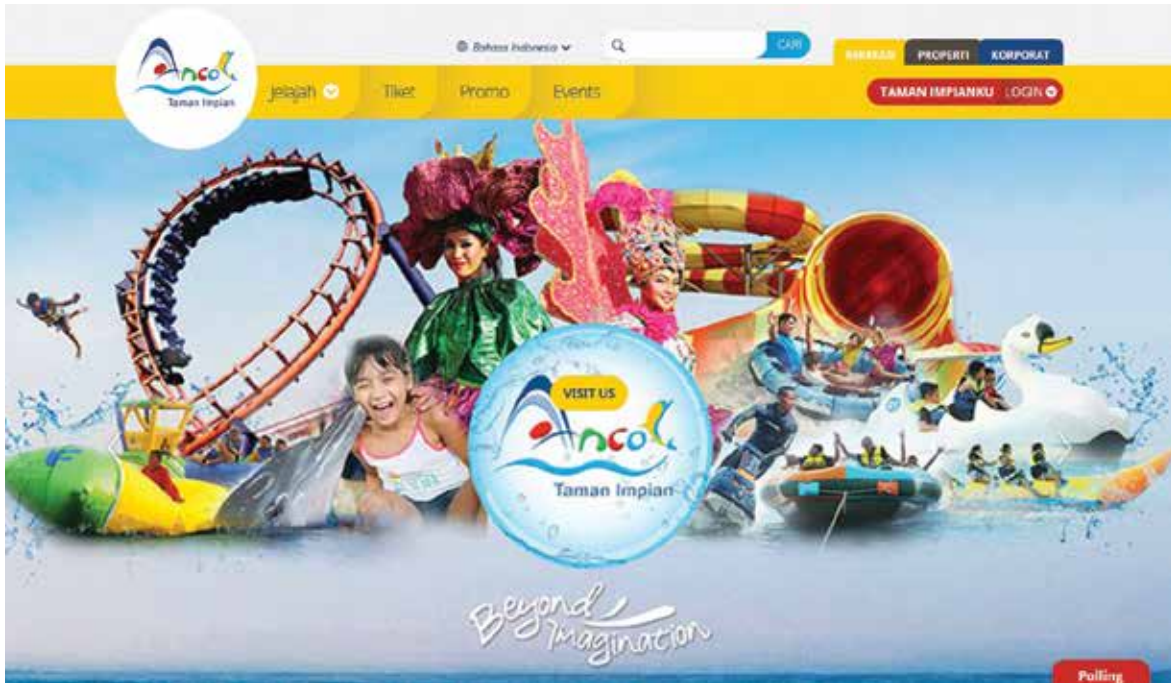 Bahasa Indonesia
CARI
PROPERTI
KORPORAT
Ancol
Taman Impian
Jelajah
Tiket
Promo
Events
TAMAN IMPIANKU
LOGIN
VISIT US
Ancol
Taman Impian
Beyond
Imagination
Polling